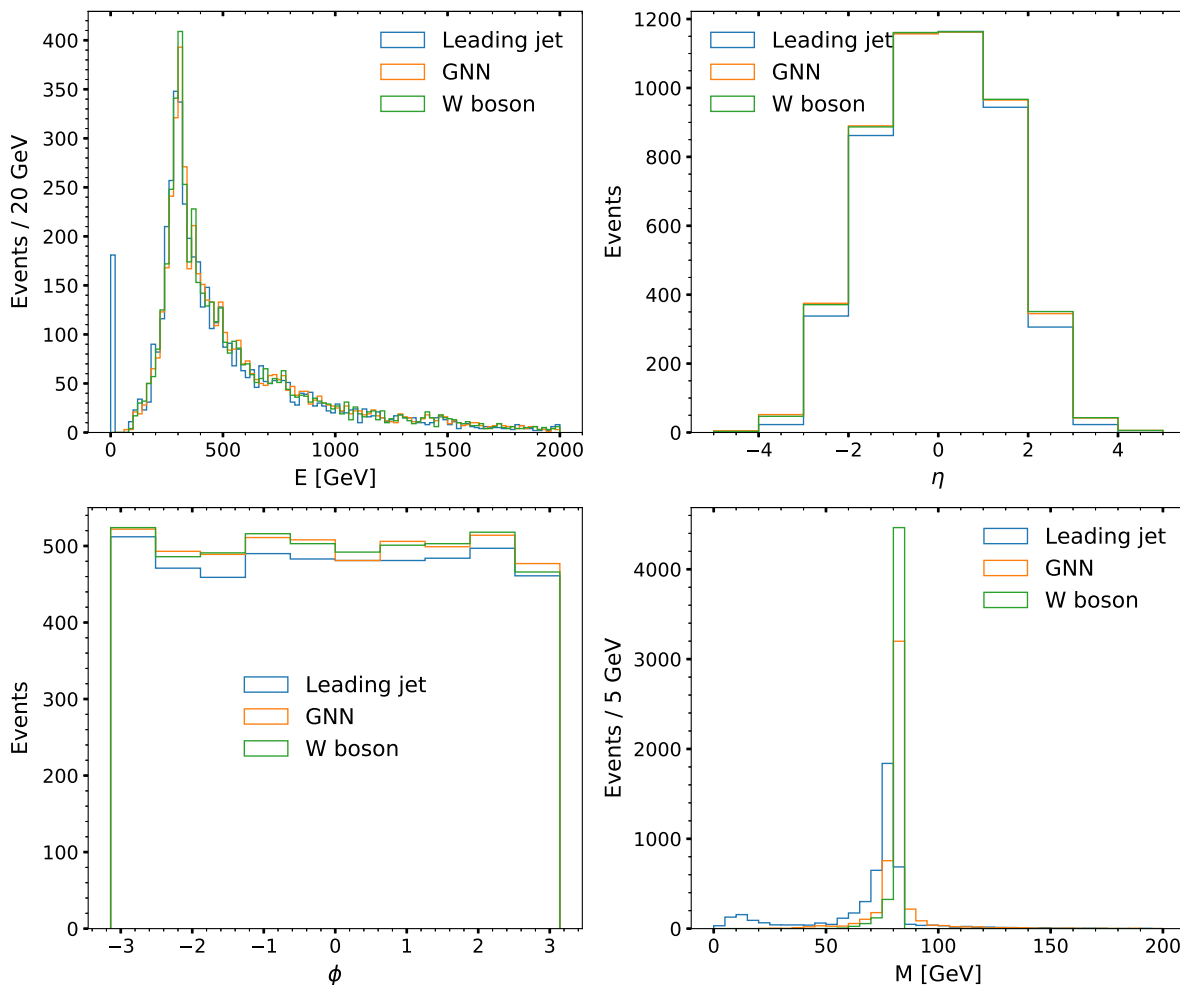 400
350
300
250
200
150
100
50
0
Events / 20 GeV
Leading jet
GNN
W boson
0 500 1000 1500 2000
E [GeV]
1200
1000
800
600
400
200
0
Events
Leading jet
GNN
W boson
−4 −2 0 2 4
η
500
400
300
200
100
0
Events
Leading jet
GNN
W boson
−3 −2 −1 0 1 2 3
ϕ
4000
3000
2000
1000
0
Events / 5 GeV
Leading jet
GNN
W boson
0 50 100 150 200
M [GeV]